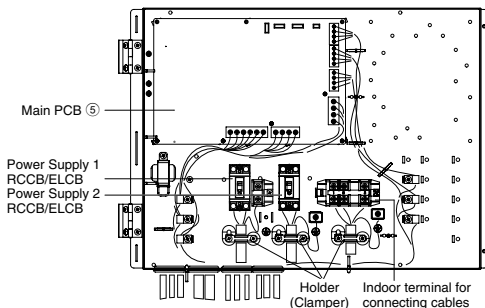 Main PCB ⑤
Power Supply 1
RCCB/ELCB
Power Supply 2
RCCB/ELCB
Holder
(Clamper)
Indoor terminal for
connecting cables